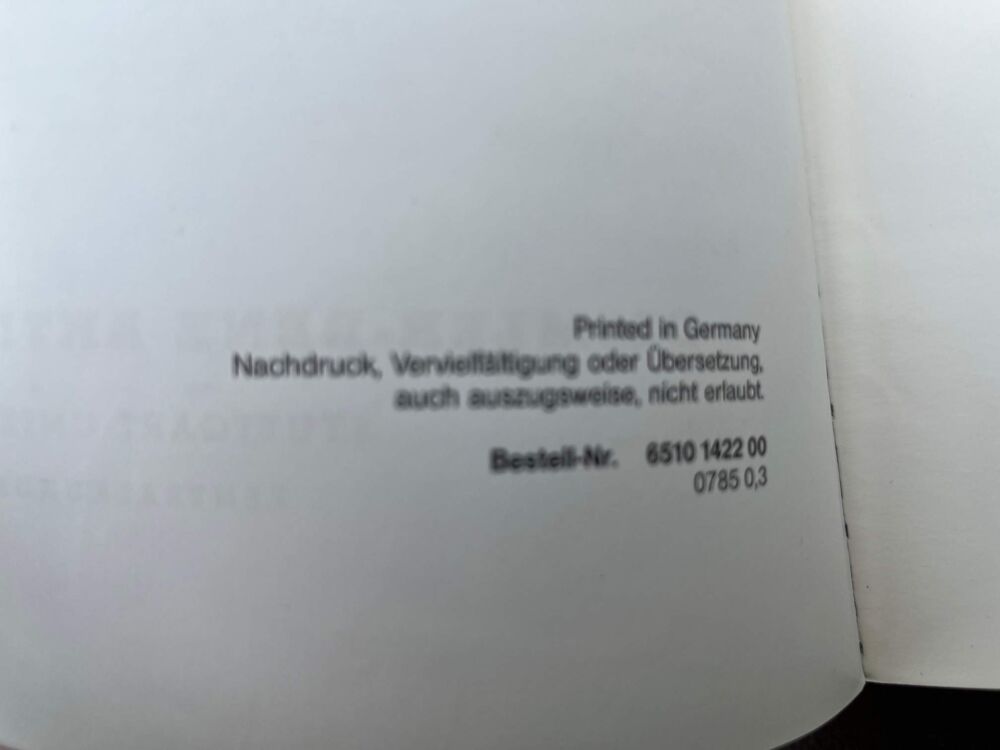 Printed in Germany
Nachdruck, Vervielfältigung oder Übersetzung,
auch auszugsweise, nicht erlaubt.
Bestell-Nr. 6510 1422 00
0785 0,3